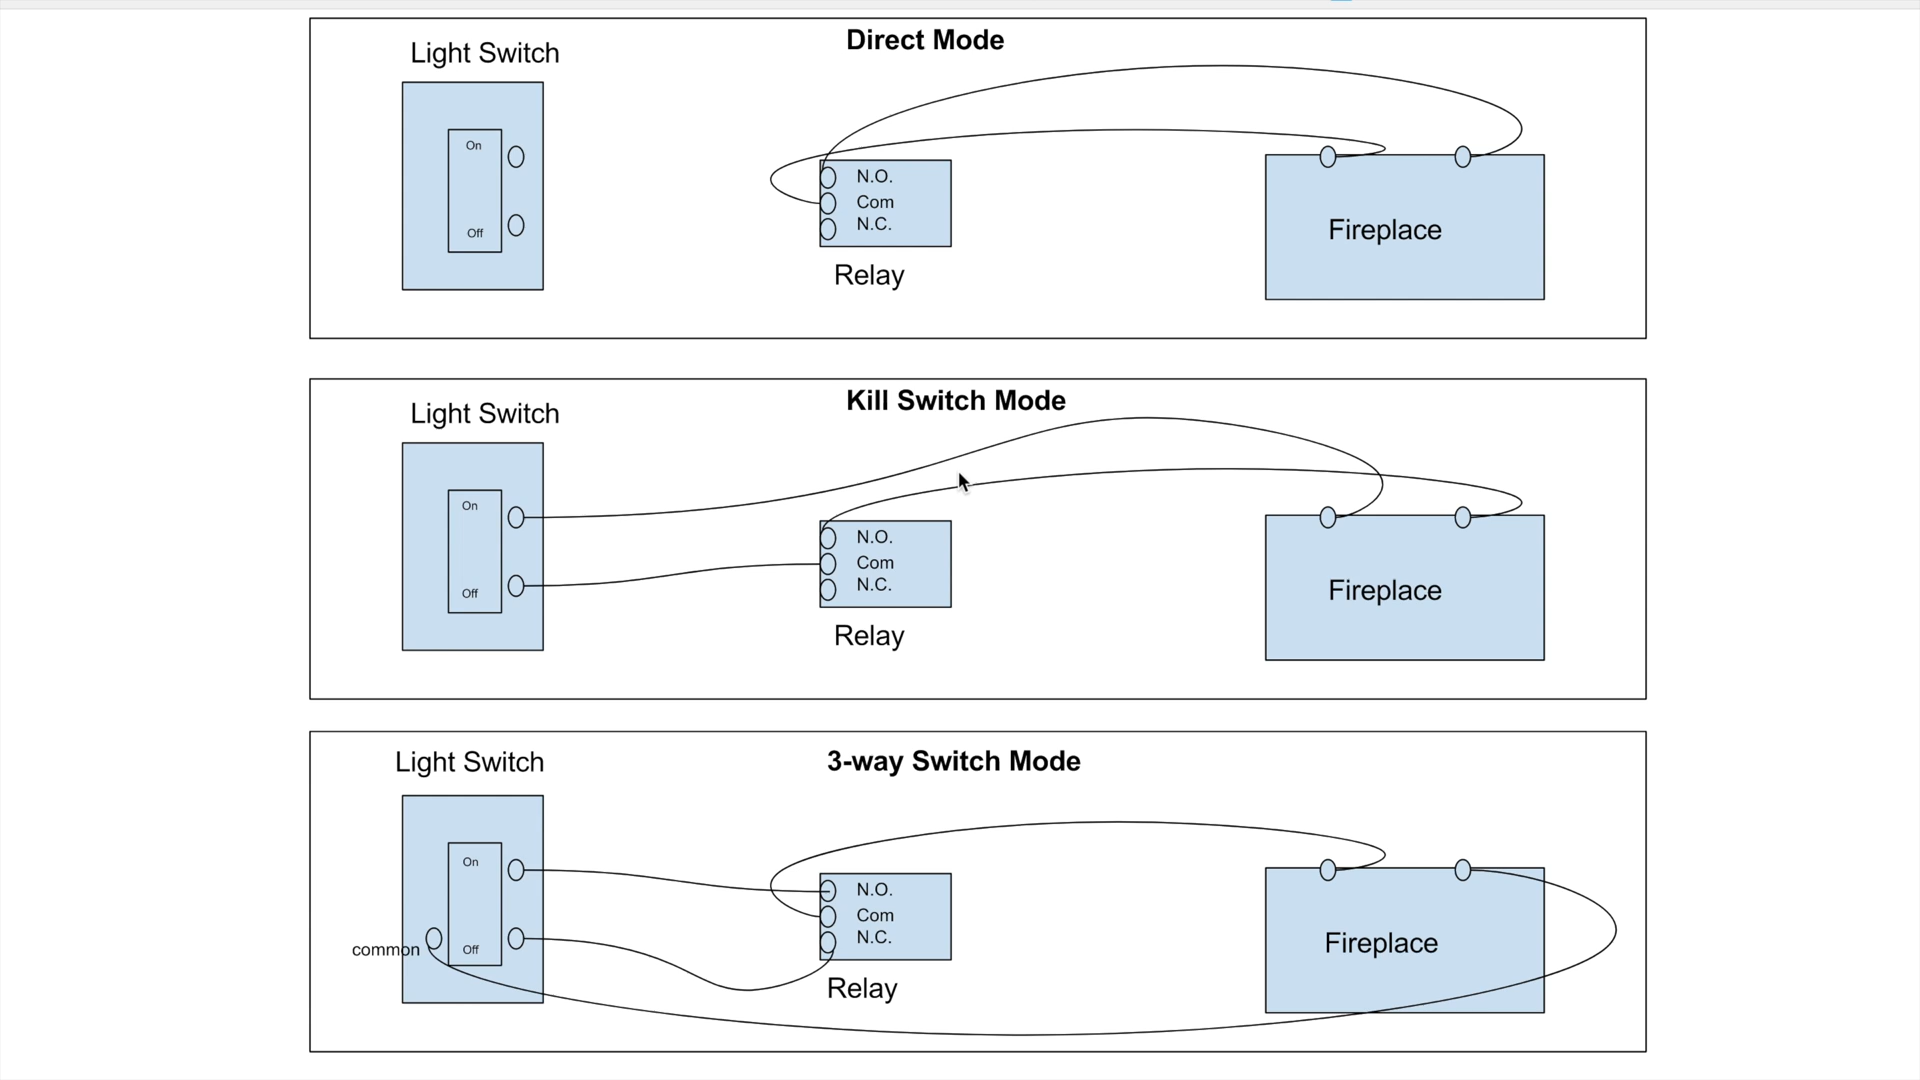 Direct Mode
Light Switch
On
Off
N.O.
Com
N.C.
Relay
Fireplace
Kill Switch Mode
Light Switch
On
Off
N.O.
Com
N.C.
Relay
Fireplace
3-way Switch Mode
Light Switch
On
Off
common
N.O.
Com
N.C.
Relay
Fireplace